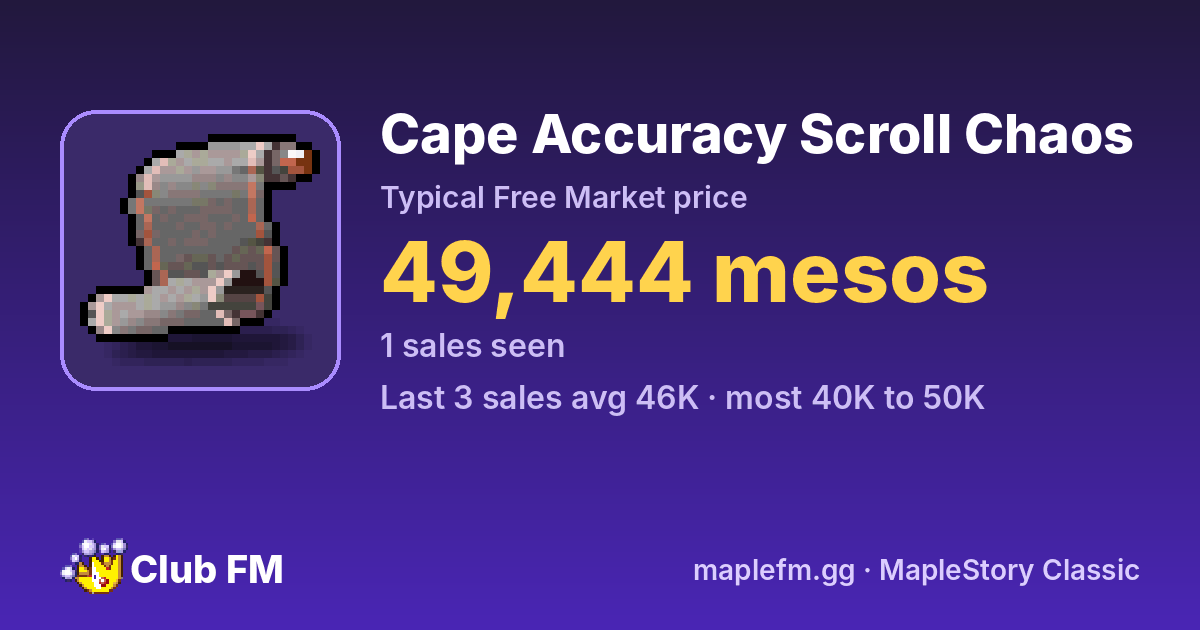 Cape Accuracy Scroll Chaos
Typical Free Market price
49,444 mesos
1 sales seen
Last 3 sales avg 46K · most 40K to 50K
Club FM
maplefm.gg · MapleStory Classic